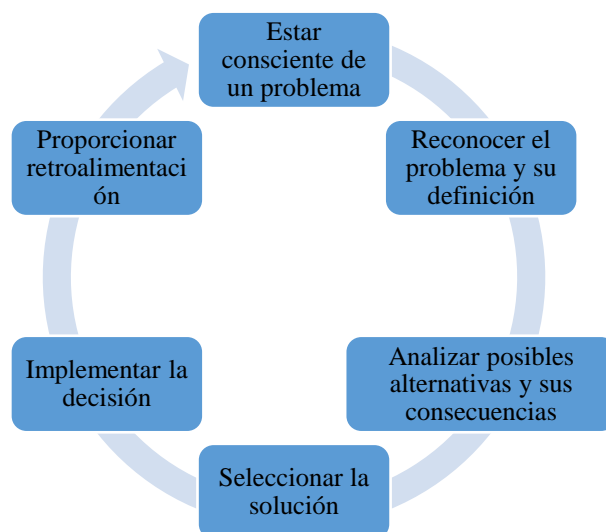 Estar
consciente de
un problema
Reconocer el
problema y su
definición
Analizar posibles
alternativas y sus
consecuencias
Seleccionar la
solución
Implementar la
decisión
Proporcionar
retroalimentaci
ón